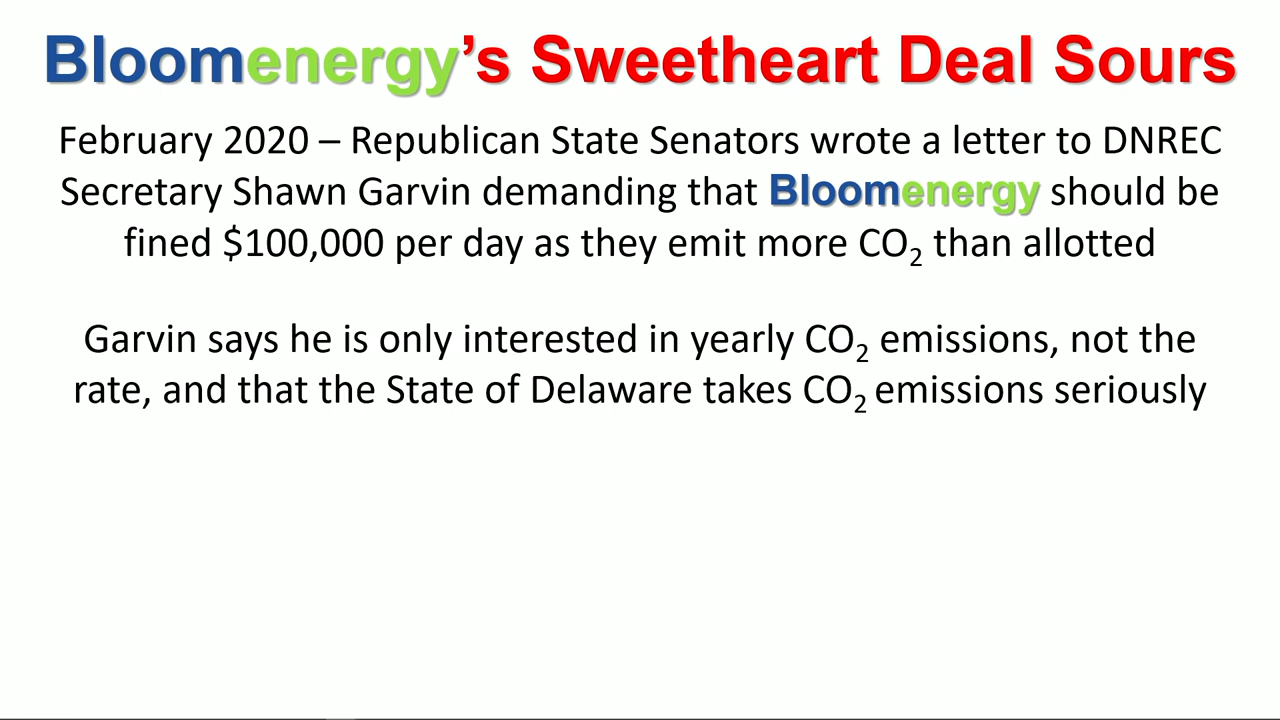 Bloomenergy’s Sweetheart Deal Sours
February 2020 – Republican State Senators wrote a letter to DNREC
Secretary Shawn Garvin demanding that Bloomenergy should be
fined $100,000 per day as they emit more CO₂ than allotted
Garvin says he is only interested in yearly CO₂ emissions, not the
rate, and that the State of Delaware takes CO₂ emissions seriously